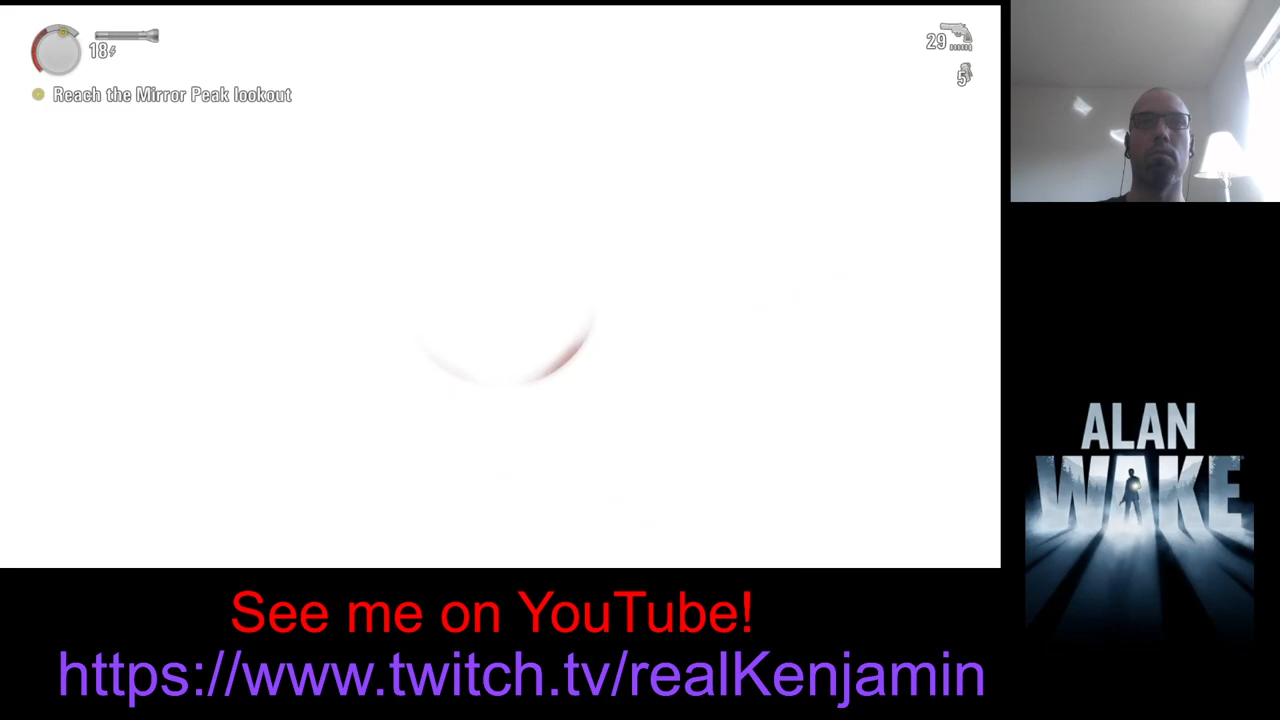 18
29
5
Reach the Mirror Peak lookout
ALAN
WAKE
See me on YouTube!
https://www.twitch.tv/realKenjamin